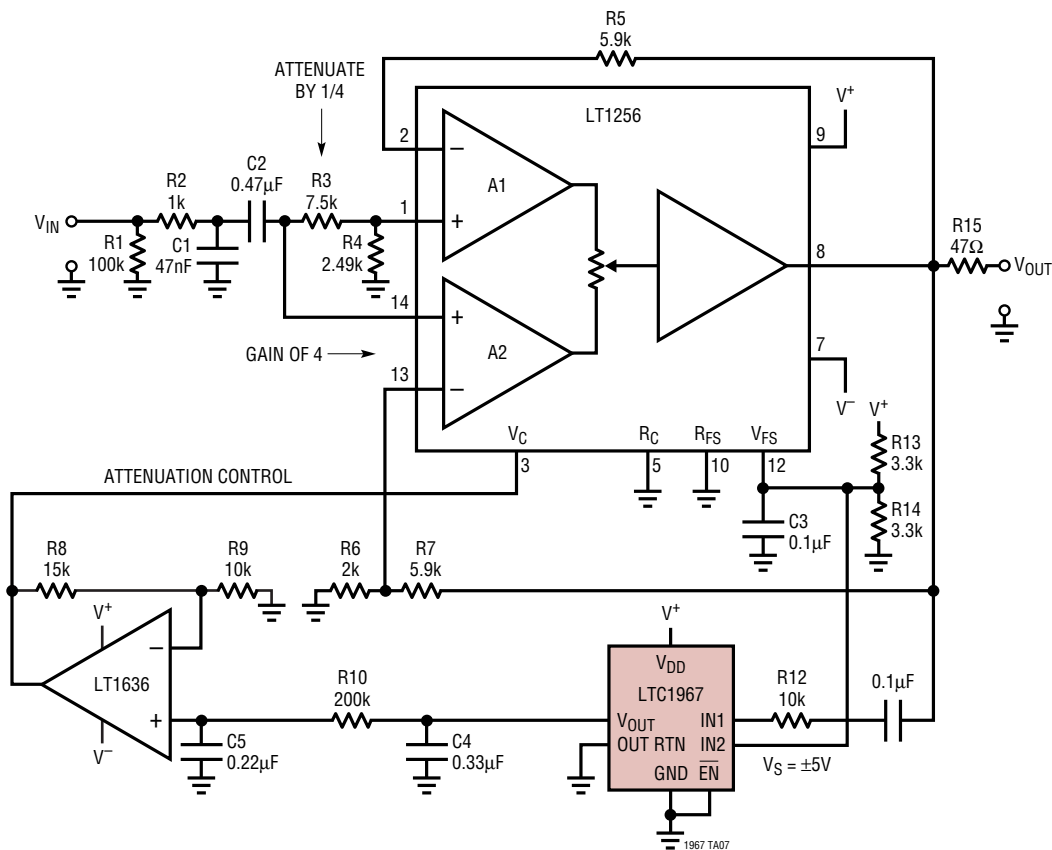 R5
5.9k
ATTENUATE
BY 1/4
LT1256
V+
2
9
−
A1
C2
0.47µF
R2
1k
R3
7.5k
1
+
VIN
R1
100k
C1
47nF
R4
2.49k
R15
47Ω
8
VOUT
14
+
A2
GAIN OF 4
13
−
7
V−
V+
VC
RC
RFS
VFS
3
5
10
12
R13
3.3k
ATTENUATION CONTROL
C3
0.1µF
R14
3.3k
R8
15k
R9
10k
R6
2k
R7
5.9k
V+
−
LT1636
+
V−
V+
VDD
LTC1967
R10
200k
R12
10k
0.1µF
VOUT
IN1
OUT RTN
IN2
GND
EN
VS = ±5V
C5
0.22µF
C4
0.33µF
1967 TA07